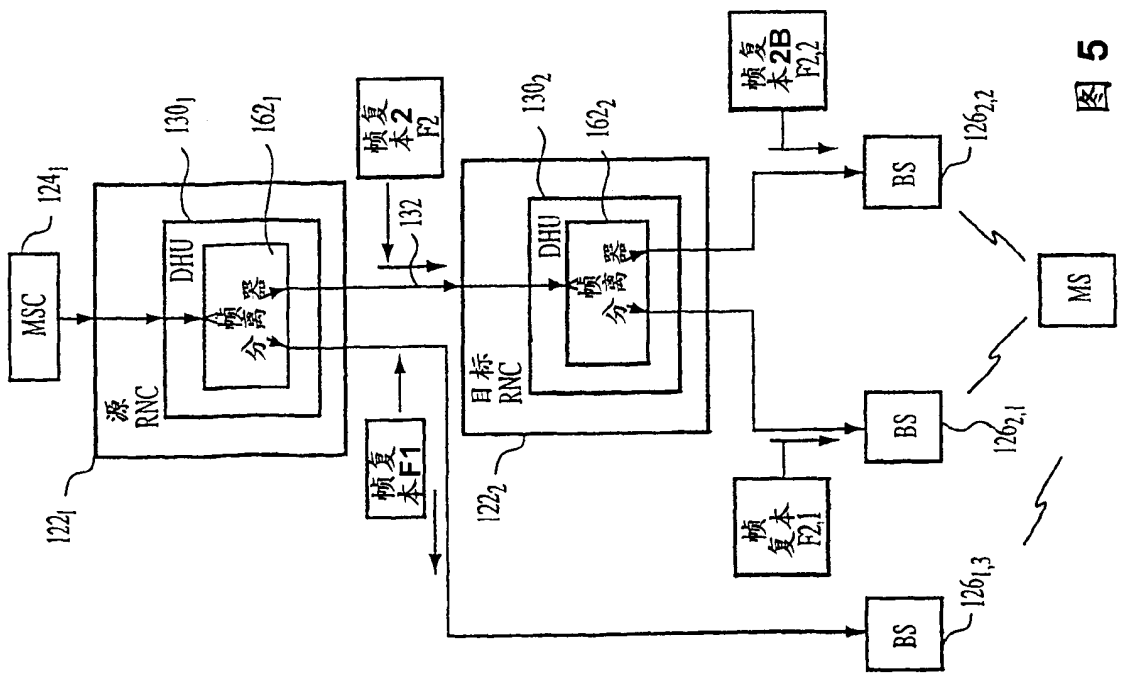 MSC
124₁
源
RNC
122₁
DHU
130₁
帧
分离器
162₁
帧复
本F1
帧复
本2
F2
132
目标
RNC
122₂
DHU
130₂
帧
分离器
162₂
帧
复本
F2,1
帧复
本2B
F2,2
BS
126₁,₃
BS
126₂,₁
BS
126₂,₂
MS
图 5